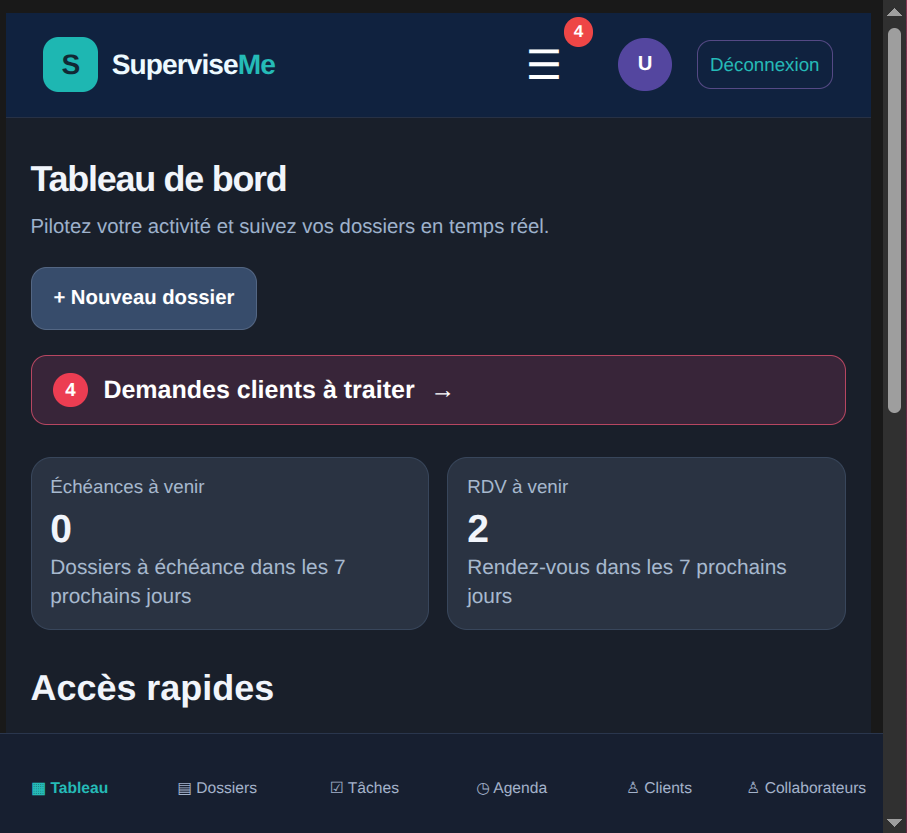 S SuperviseMe ☰ 4 U Déconnexion
Tableau de bord
Pilotez votre activité et suivez vos dossiers en temps réel.
+ Nouveau dossier
4 Demandes clients à traiter →
Échéances à venir
0
Dossiers à échéance dans les 7
prochains jours
RDV à venir
2
Rendez-vous dans les 7 prochains
jours
Accès rapides
▦ Tableau ▤ Dossiers ☑ Tâches ◷ Agenda ♙ Clients ♙ Collaborateurs